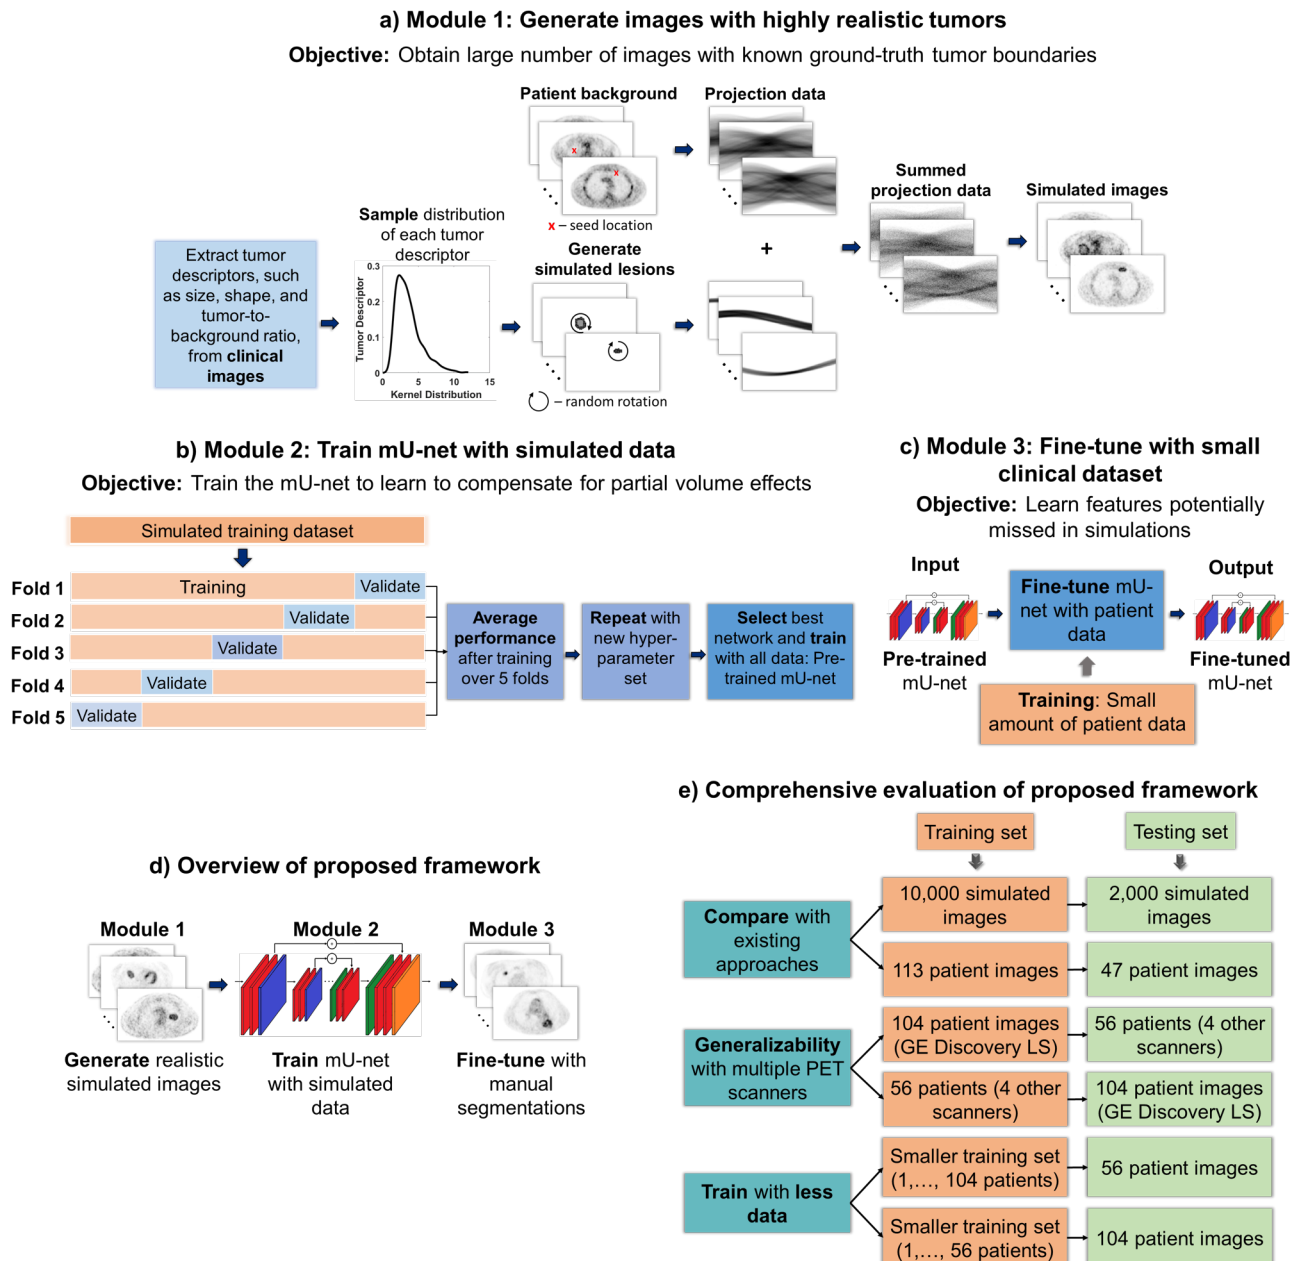 a) Module 1: Generate images with highly realistic tumors
Objective: Obtain large number of images with known ground-truth tumor boundaries
Patient background
Projection data
x
x
x – seed location
Summed
projection data
Simulated images
Extract tumor
descriptors, such
as size, shape, and
tumor-to-
background ratio,
from clinical
images
Sample distribution
of each tumor
descriptor
0.3
0.2
0.1
0
0
5
10
15
Tumor Descriptor
Kernel Distribution
Generate
simulated lesions
+
– random rotation
b) Module 2: Train mU-net with simulated data
Objective: Train the mU-net to learn to compensate for partial volume effects
Simulated training dataset
Fold 1
Training
Validate
Fold 2
Validate
Fold 3
Validate
Fold 4
Validate
Fold 5
Validate
Average
performance
after training
over 5 folds
Repeat with
new hyper-
parameter
set
Select best
network and train
with all data: Pre-
trained mU-net
c) Module 3: Fine-tune with small
clinical dataset
Objective: Learn features potentially
missed in simulations
Input
Pre-trained
mU-net
Fine-tune mU-
net with patient
data
Output
Fine-tuned
mU-net
Training: Small
amount of patient data
d) Overview of proposed framework
Module 1
Generate realistic
simulated images
Module 2
Train mU-net
with simulated
data
Module 3
Fine-tune with
manual
segmentations
e) Comprehensive evaluation of proposed framework
Training set
Testing set
Compare with
existing
approaches
10,000 simulated
images
2,000 simulated
images
113 patient images
47 patient images
Generalizability
with multiple PET
scanners
104 patient images
(GE Discovery LS)
56 patients (4 other
scanners)
56 patients (4 other
scanners)
104 patient images
(GE Discovery LS)
Train with less
data
Smaller training set
(1,..., 104 patients)
56 patient images
Smaller training set
(1,..., 56 patients)
104 patient images